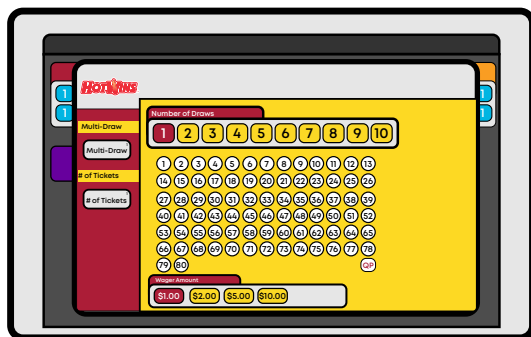 HOTWINS
Number of Draws
1 2 3 4 5 6 7 8 9 10
Multi-Draw
Multi-Draw
# of Tickets
# of Tickets
1 2 3 4 5 6 7 8 9 10 11 12 13
14 15 16 17 18 19 20 21 22 23 24 25 26
27 28 29 30 31 32 33 34 35 36 37 38 39
40 41 42 43 44 45 46 47 48 49 50 51 52
53 54 55 56 57 58 59 60 61 62 63 64 65
66 67 68 69 70 71 72 73 74 75 76 77 78
79 80 QP
Wager Amount
$1.00 $2.00 $5.00 $10.00
1 1
1 1